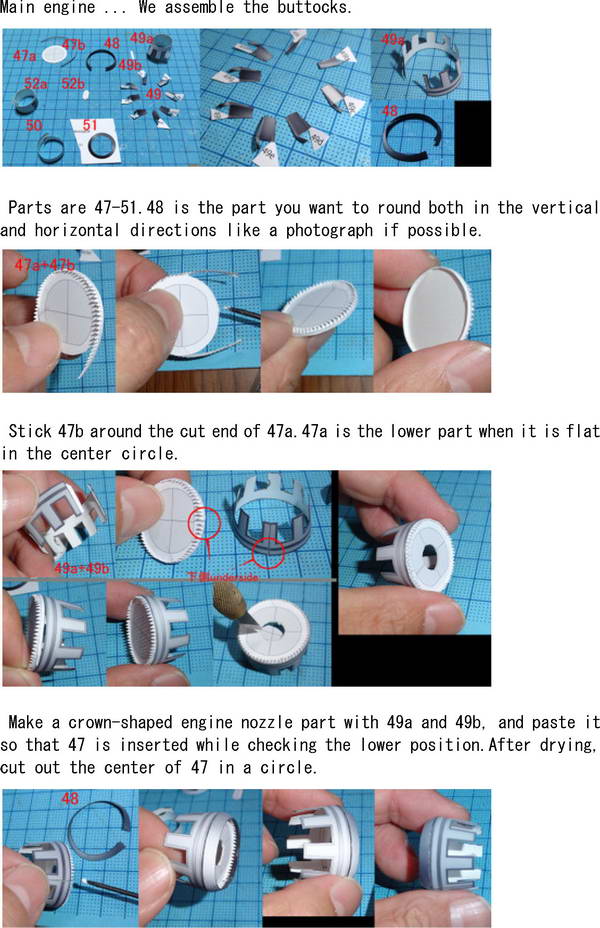 Main engine ... We assemble the buttocks.
47a 47b 48 49a
49b
52a 52b 49
50 51
49e 49d
49a
48
Parts are 47-51.48 is the part you want to round both in the vertical
and horizontal directions like a photograph if possible.
47a+47b
Stick 47b around the cut end of 47a.47a is the lower part when it is flat
in the center circle.
49a+49b
下側underside
Make a crown-shaped engine nozzle part with 49a and 49b, and paste it
so that 47 is inserted while checking the lower position.After drying,
cut out the center of 47 in a circle.
48